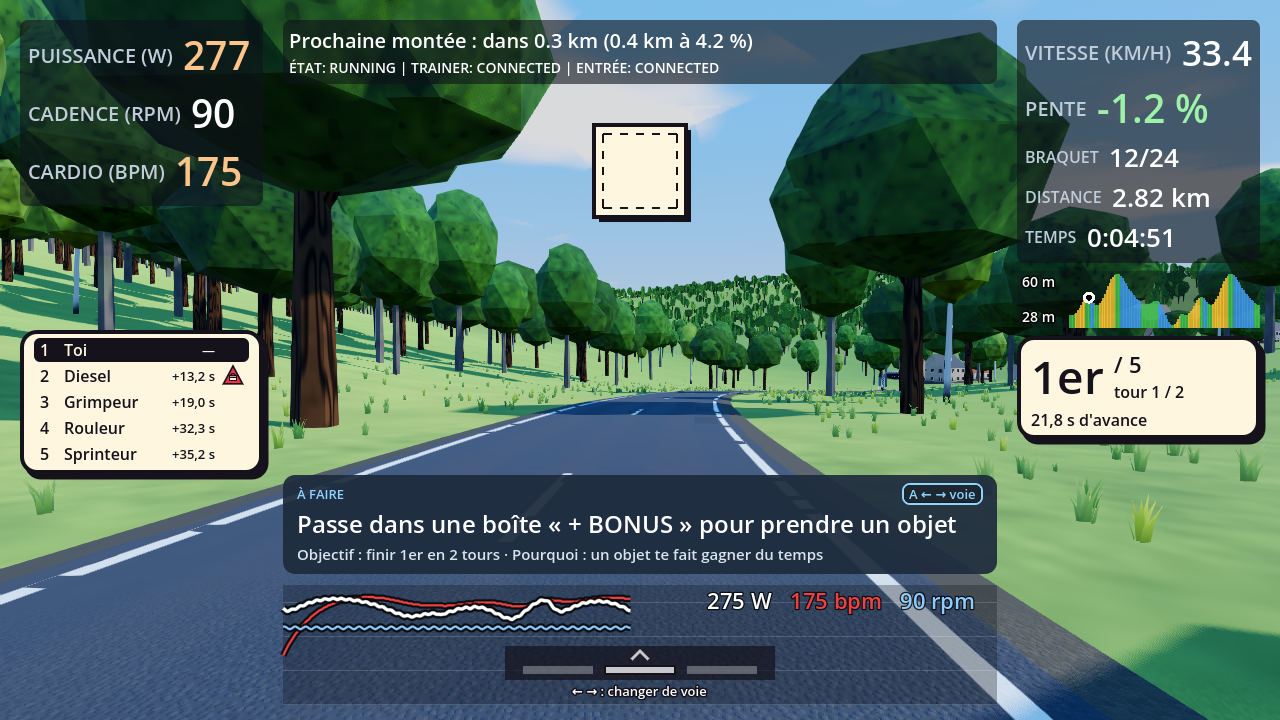 PUISSANCE (W) 277
CADENCE (RPM) 90
CARDIO (BPM) 175
Prochaine montée : dans 0.3 km (0.4 km à 4.2 %)
ÉTAT: RUNNING | TRAINER: CONNECTED | ENTRÉE: CONNECTED
VITESSE (KM/H) 33.4
PENTE -1.2 %
BRAQUET 12/24
DISTANCE 2.82 km
TEMPS 0:04:51
60 m
28 m
1 Toi —
2 Diesel +13,2 s
3 Grimpeur +19,0 s
4 Rouleur +32,3 s
5 Sprinteur +35,2 s
1er / 5
tour 1 / 2
21,8 s d'avance
À FAIRE
A ← → voie
Passe dans une boîte « + BONUS » pour prendre un objet
Objectif : finir 1er en 2 tours · Pourquoi : un objet te fait gagner du temps
275 W 175 bpm 90 rpm
← → : changer de voie